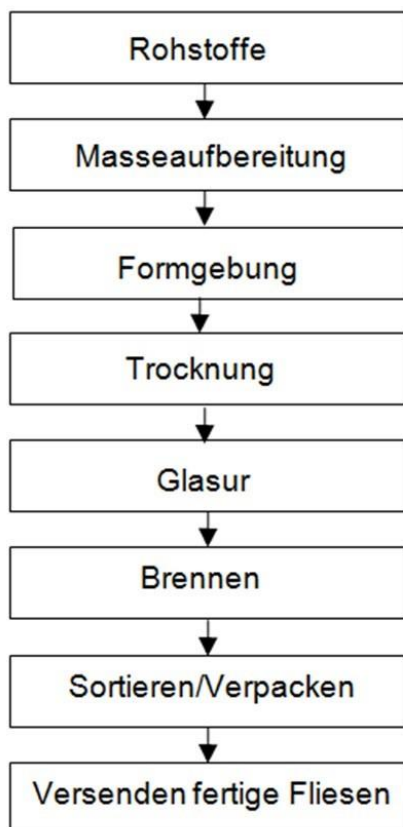 Rohstoffe
Masseaufbereitung
Formgebung
Trocknung
Glasur
Brennen
Sortieren/Verpacken
Versenden fertige Fliesen